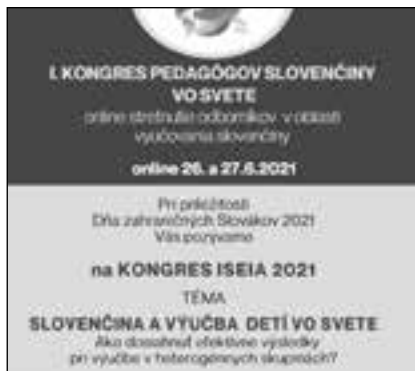 I. KONGRES PEDAGÓGOV SLOVENČINY
VO SVETE
online stretnutie odborníkov v oblasti
vyučovania slovenčiny
online 26. a 27.6.2021
Pri príležitosti
Dňa zahraničných Slovákov 2021
Vás pozývame
na KONGRES ISEIA 2021
TÉMA
SLOVENČINA A VÝUČBA DETÍ VO SVETE
Ako dosiahnuť efektívne výsledky
pri výučbe v heterogénnych skupinách?